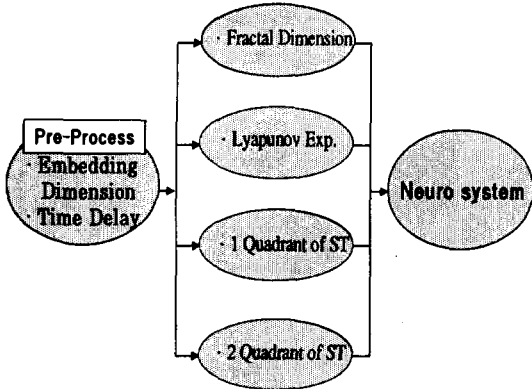 · Fractal Dimension
Pre-Process
· Embedding
Dimension
· Time Delay
· Lyapunov Exp.
Neuro system
· 1 Quadrant of ST
· 2 Quadrant of ST